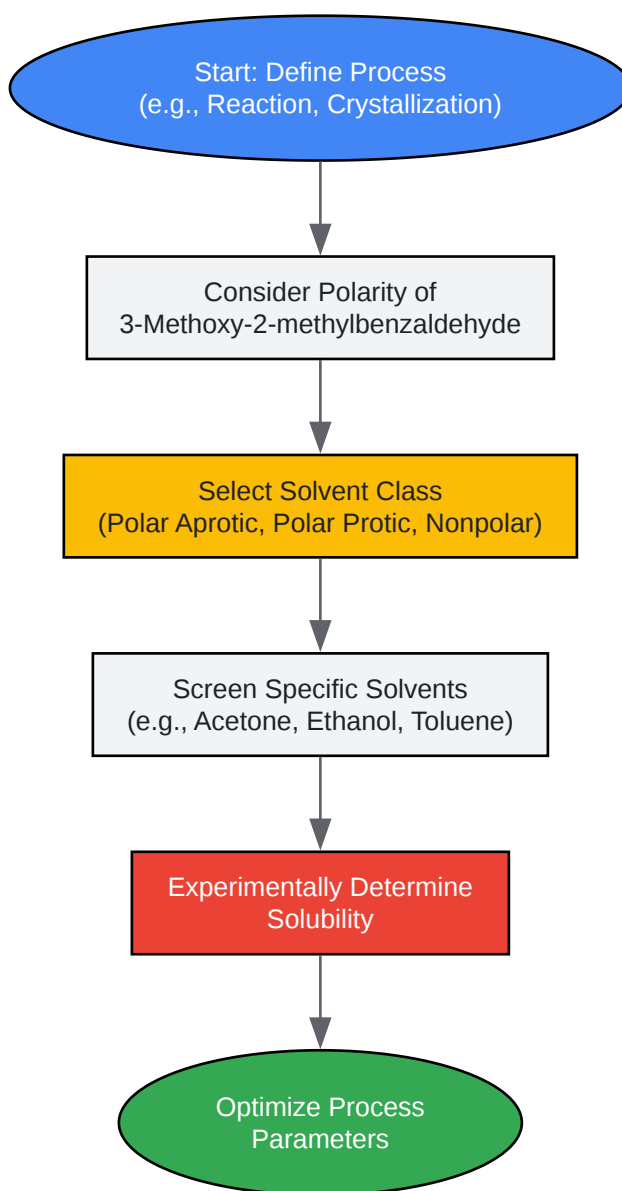 Start: Define Process
(e.g., Reaction, Crystallization)
Consider Polarity of
3-Methoxy-2-methylbenzaldehyde
Select Solvent Class
(Polar Aprotic, Polar Protic, Nonpolar)
Screen Specific Solvents
(e.g., Acetone, Ethanol, Toluene)
Experimentally Determine
Solubility
Optimize Process
Parameters